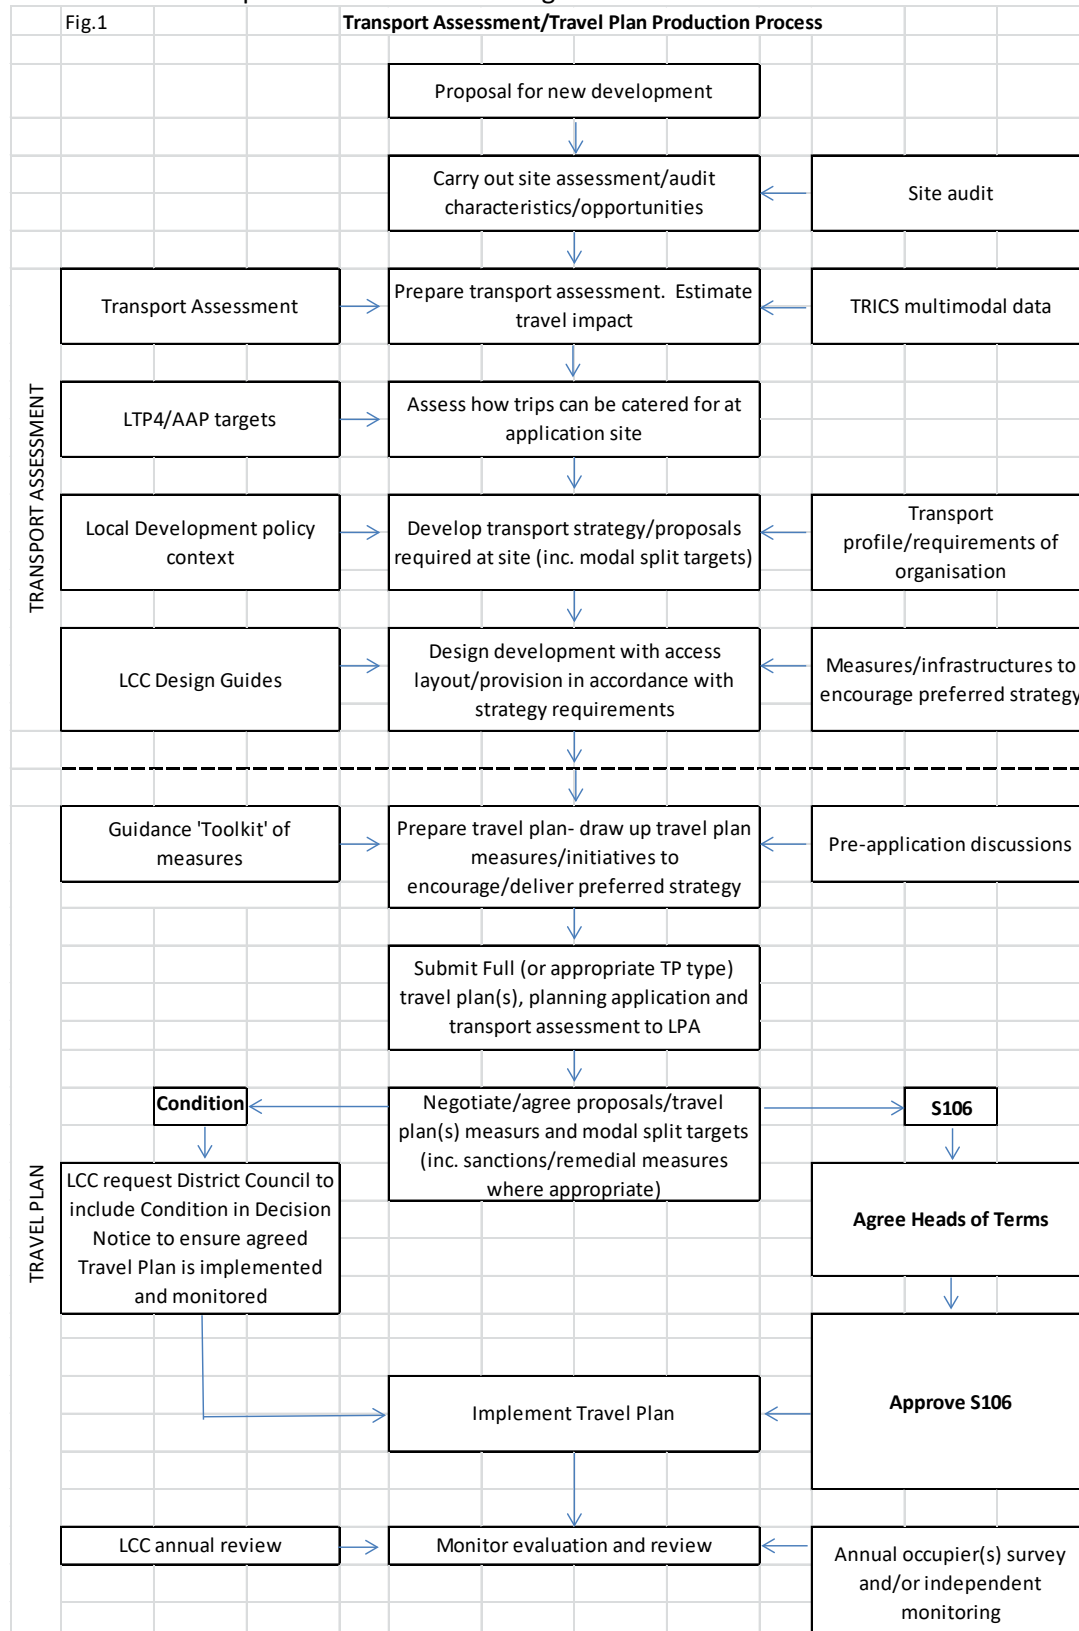 Fig.1
Transport Assessment/Travel Plan Production Process
Proposal for new development
Carry out site assessment/audit
characteristics/opportunities
Site audit
TRANSPORT ASSESSMENT
Transport Assessment
Prepare transport assessment.  Estimate
travel impact
TRICS multimodal data
LTP4/AAP targets
Assess how trips can be catered for at
application site
Local Development policy
context
Develop transport strategy/proposals
required at site (inc. modal split targets)
Transport
profile/requirements of
organisation
LCC Design Guides
Design development with access
layout/provision in accordance with
strategy requirements
Measures/infrastructures to
encourage preferred strategy
TRAVEL PLAN
Guidance 'Toolkit' of
measures
Prepare travel plan- draw up travel plan
measures/initiatives to
encourage/deliver preferred strategy
Pre-application discussions
Submit Full (or appropriate TP type)
travel plan(s), planning application and
transport assessment to LPA
Condition
Negotiate/agree proposals/travel
plan(s) measurs and modal split targets
(inc. sanctions/remedial measures
where appropriate)
S106
LCC request District Council to
include Condition in Decision
Notice to ensure agreed
Travel Plan is implemented
and monitored
Agree Heads of Terms
Approve S106
Implement Travel Plan
LCC annual review
Monitor evaluation and review
Annual occupier(s) survey
and/or independent
monitoring